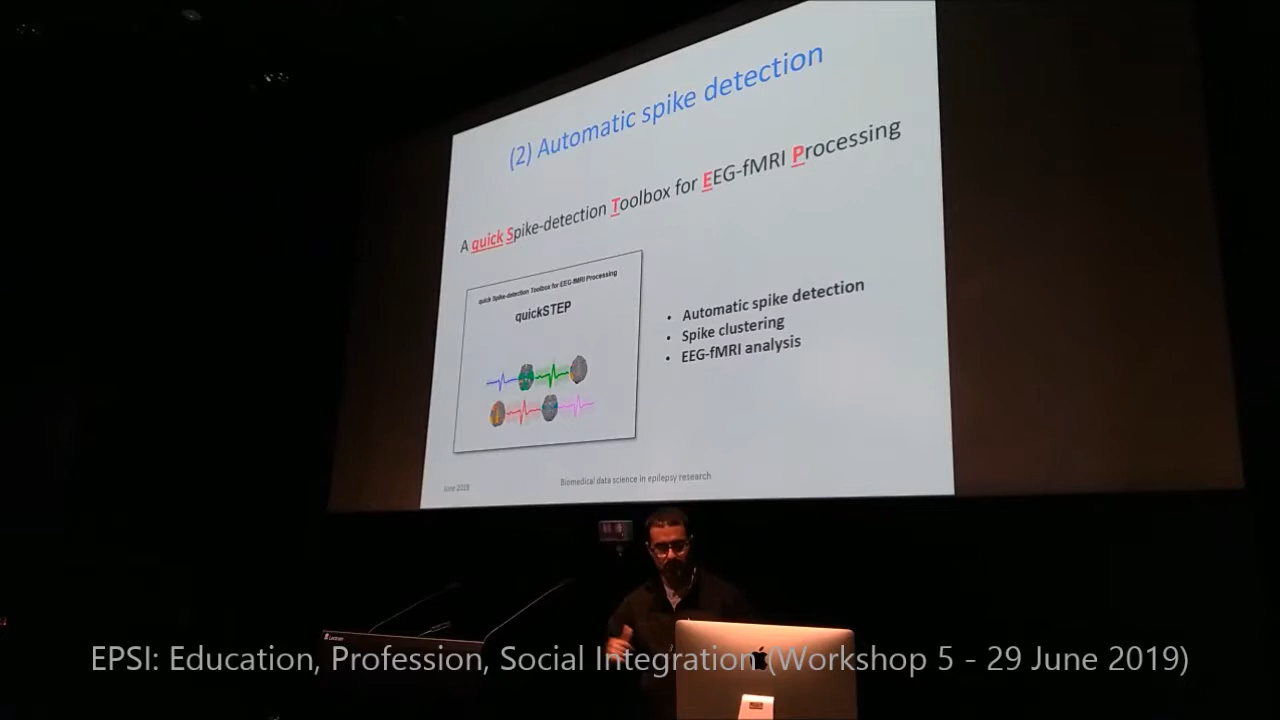 (2) Automatic spike detection
A quick Spike-detection Toolbox for EEG-fMRI Processing
quick Spike-detection Toolbox for EEG-fMRI Processing
quickSTEP
• Automatic spike detection
• Spike clustering
• EEG-fMRI analysis
June 2019
Biomedical data science in epilepsy research
EPSI: Education, Profession, Social Integration (Workshop 5 - 29 June 2019)